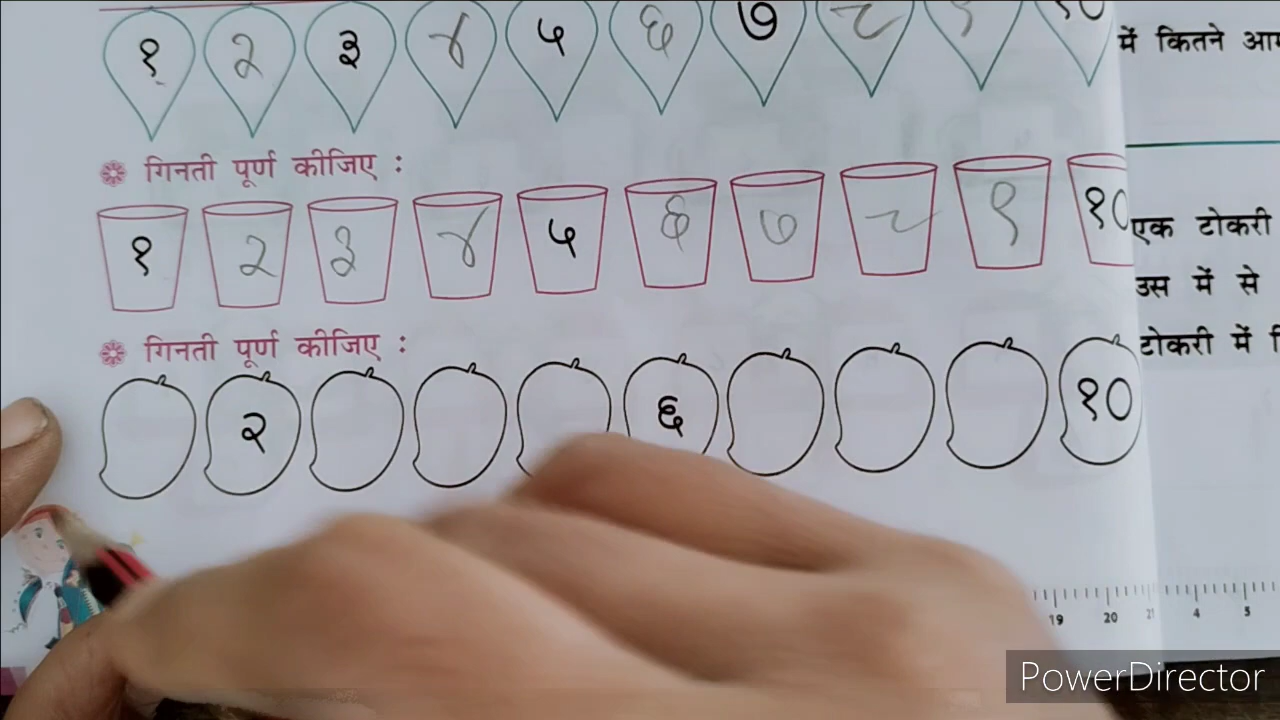 १ २ ३ ४ ५ ६ ७ ८ ९ १०
में कितने आम
गिनती पूर्ण कीजिए :
१ २ ३ ४ ५ ६ ७ ८ ९ १०
एक टोकरी
उस में से
गिनती पूर्ण कीजिए :
टोकरी में
२ ६ १०
19 20 21 4 5
PowerDirector